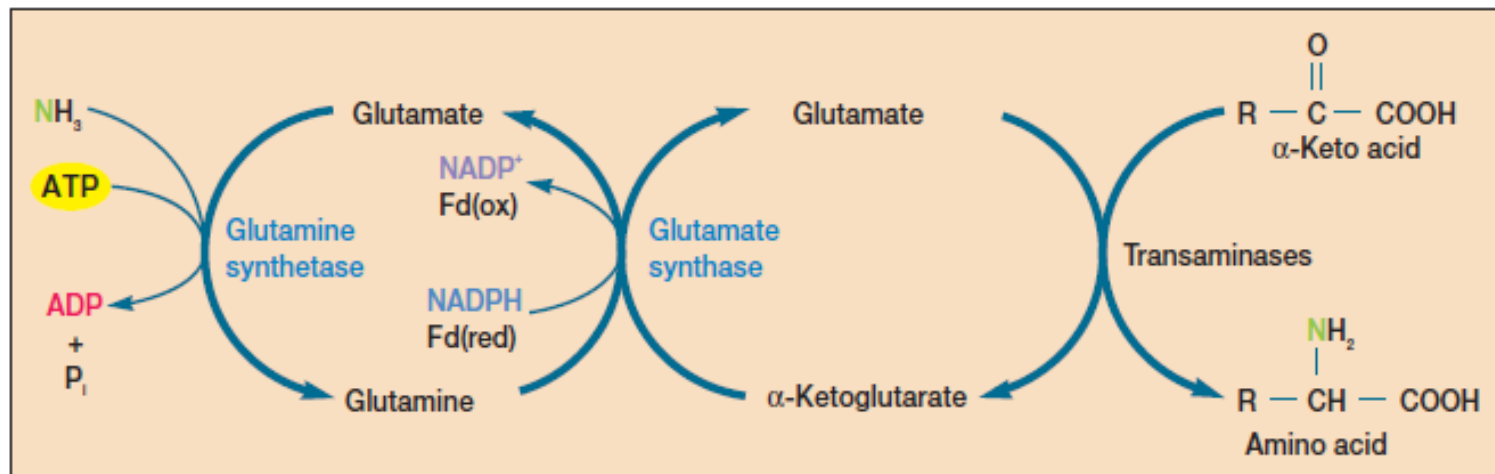 NH₃
ATP
ADP
+
Pᵢ
Glutamate
Glutamine
synthetase
Glutamine
NADP⁺
Fd(ox)
NADPH
Fd(red)
Glutamate
Glutamate
synthase
α-Ketoglutarate
O
R — C — COOH
α-Keto acid
Transaminases
NH₂
R — CH — COOH
Amino acid